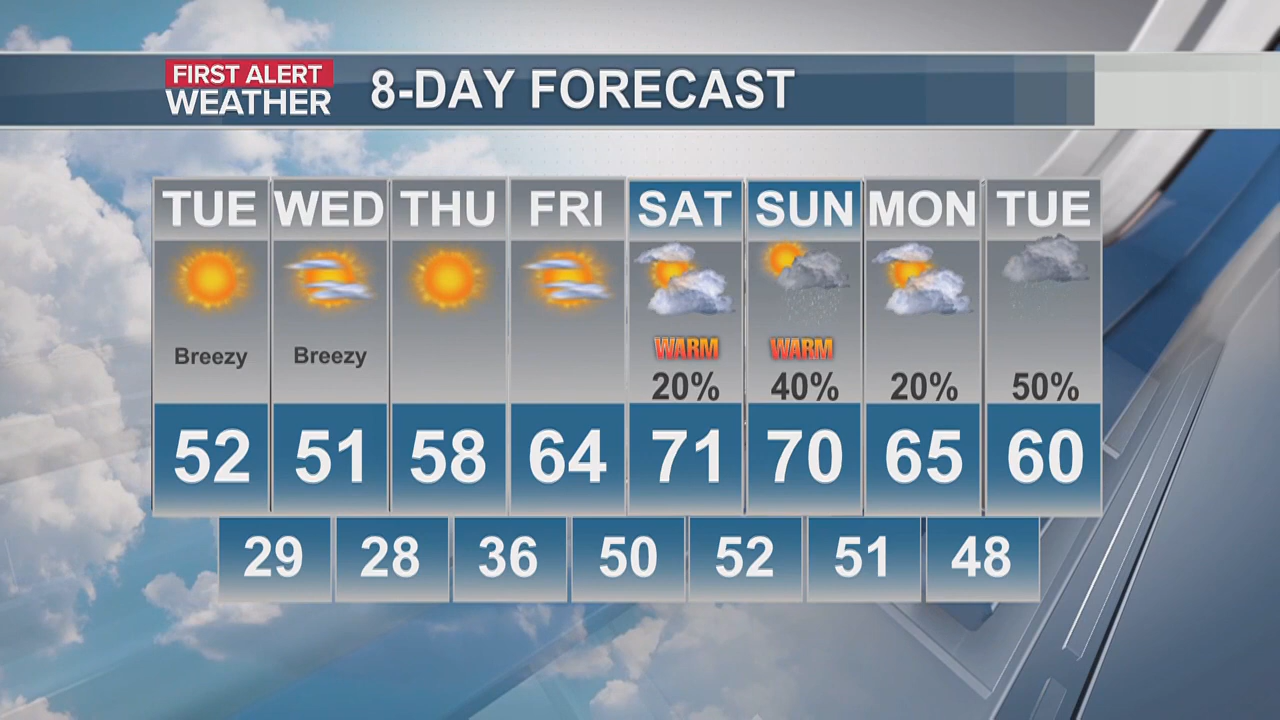 FIRST ALERT
WEATHER
8-DAY FORECAST
TUE WED THU FRI SAT SUN MON TUE
Breezy Breezy
WARM WARM
20% 40% 20% 50%
52 51 58 64 71 70 65 60
29 28 36 50 52 51 48